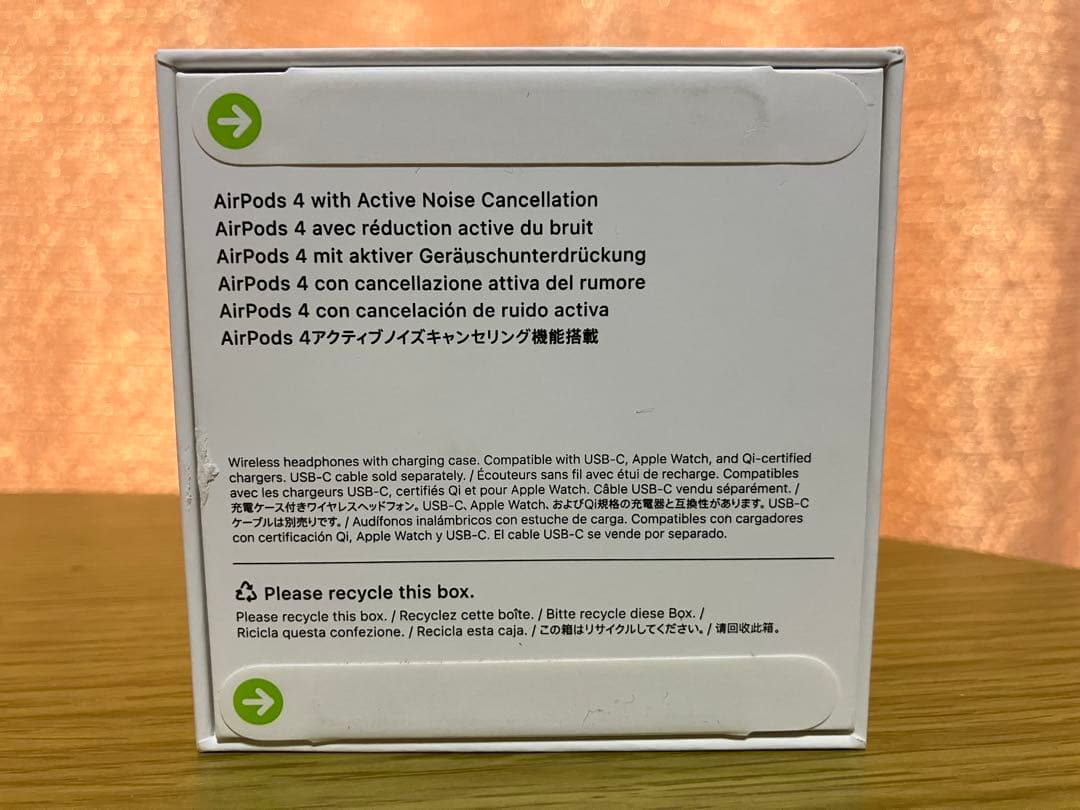 AirPods 4 with Active Noise Cancellation
AirPods 4 avec réduction active du bruit
AirPods 4 mit aktiver Geräuschunterdrückung
AirPods 4 con cancellazione attiva del rumore
AirPods 4 con cancelación de ruido activa
AirPods 4アクティブノイズキャンセリング機能搭載
Wireless headphones with charging case. Compatible with USB-C, Apple Watch, and Qi-certified
chargers. USB-C cable sold separately. / Écouteurs sans fil avec étui de recharge. Compatibles
avec les chargeurs USB-C, certifiés Qi et pour Apple Watch. Câble USB-C vendu séparément. /
充電ケース付きワイヤレスヘッドフォン。USB-C、Apple Watch、およびQi規格の充電器と互換性があります。USB-C
ケーブルは別売りです。/ Audífonos inalámbricos con estuche de carga. Compatibles con cargadores
con certificación Qi, Apple Watch y USB-C. El cable USB-C se vende por separado.
Please recycle this box.
Please recycle this box. / Recyclez cette boîte. / Bitte recycle diese Box. /
Ricicla questa confezione. / Recicla esta caja. / この箱はリサイクルしてください。/ 请回收此箱。